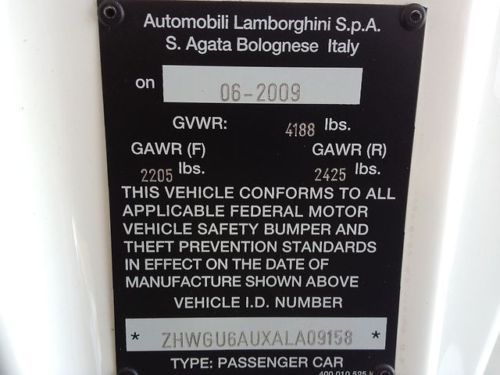 Automobili Lamborghini S.p.A.
S. Agata Bolognese Italy
on 06-2009
GVWR: 4188 lbs.
GAWR (F) GAWR (R)
2205 lbs. 2425 lbs.
THIS VEHICLE CONFORMS TO ALL
APPLICABLE FEDERAL MOTOR
VEHICLE SAFETY BUMPER AND
THEFT PREVENTION STANDARDS
IN EFFECT ON THE DATE OF
MANUFACTURE SHOWN ABOVE
VEHICLE I.D. NUMBER
* ZHWGU6AUXALA09158 *
TYPE: PASSENGER CAR